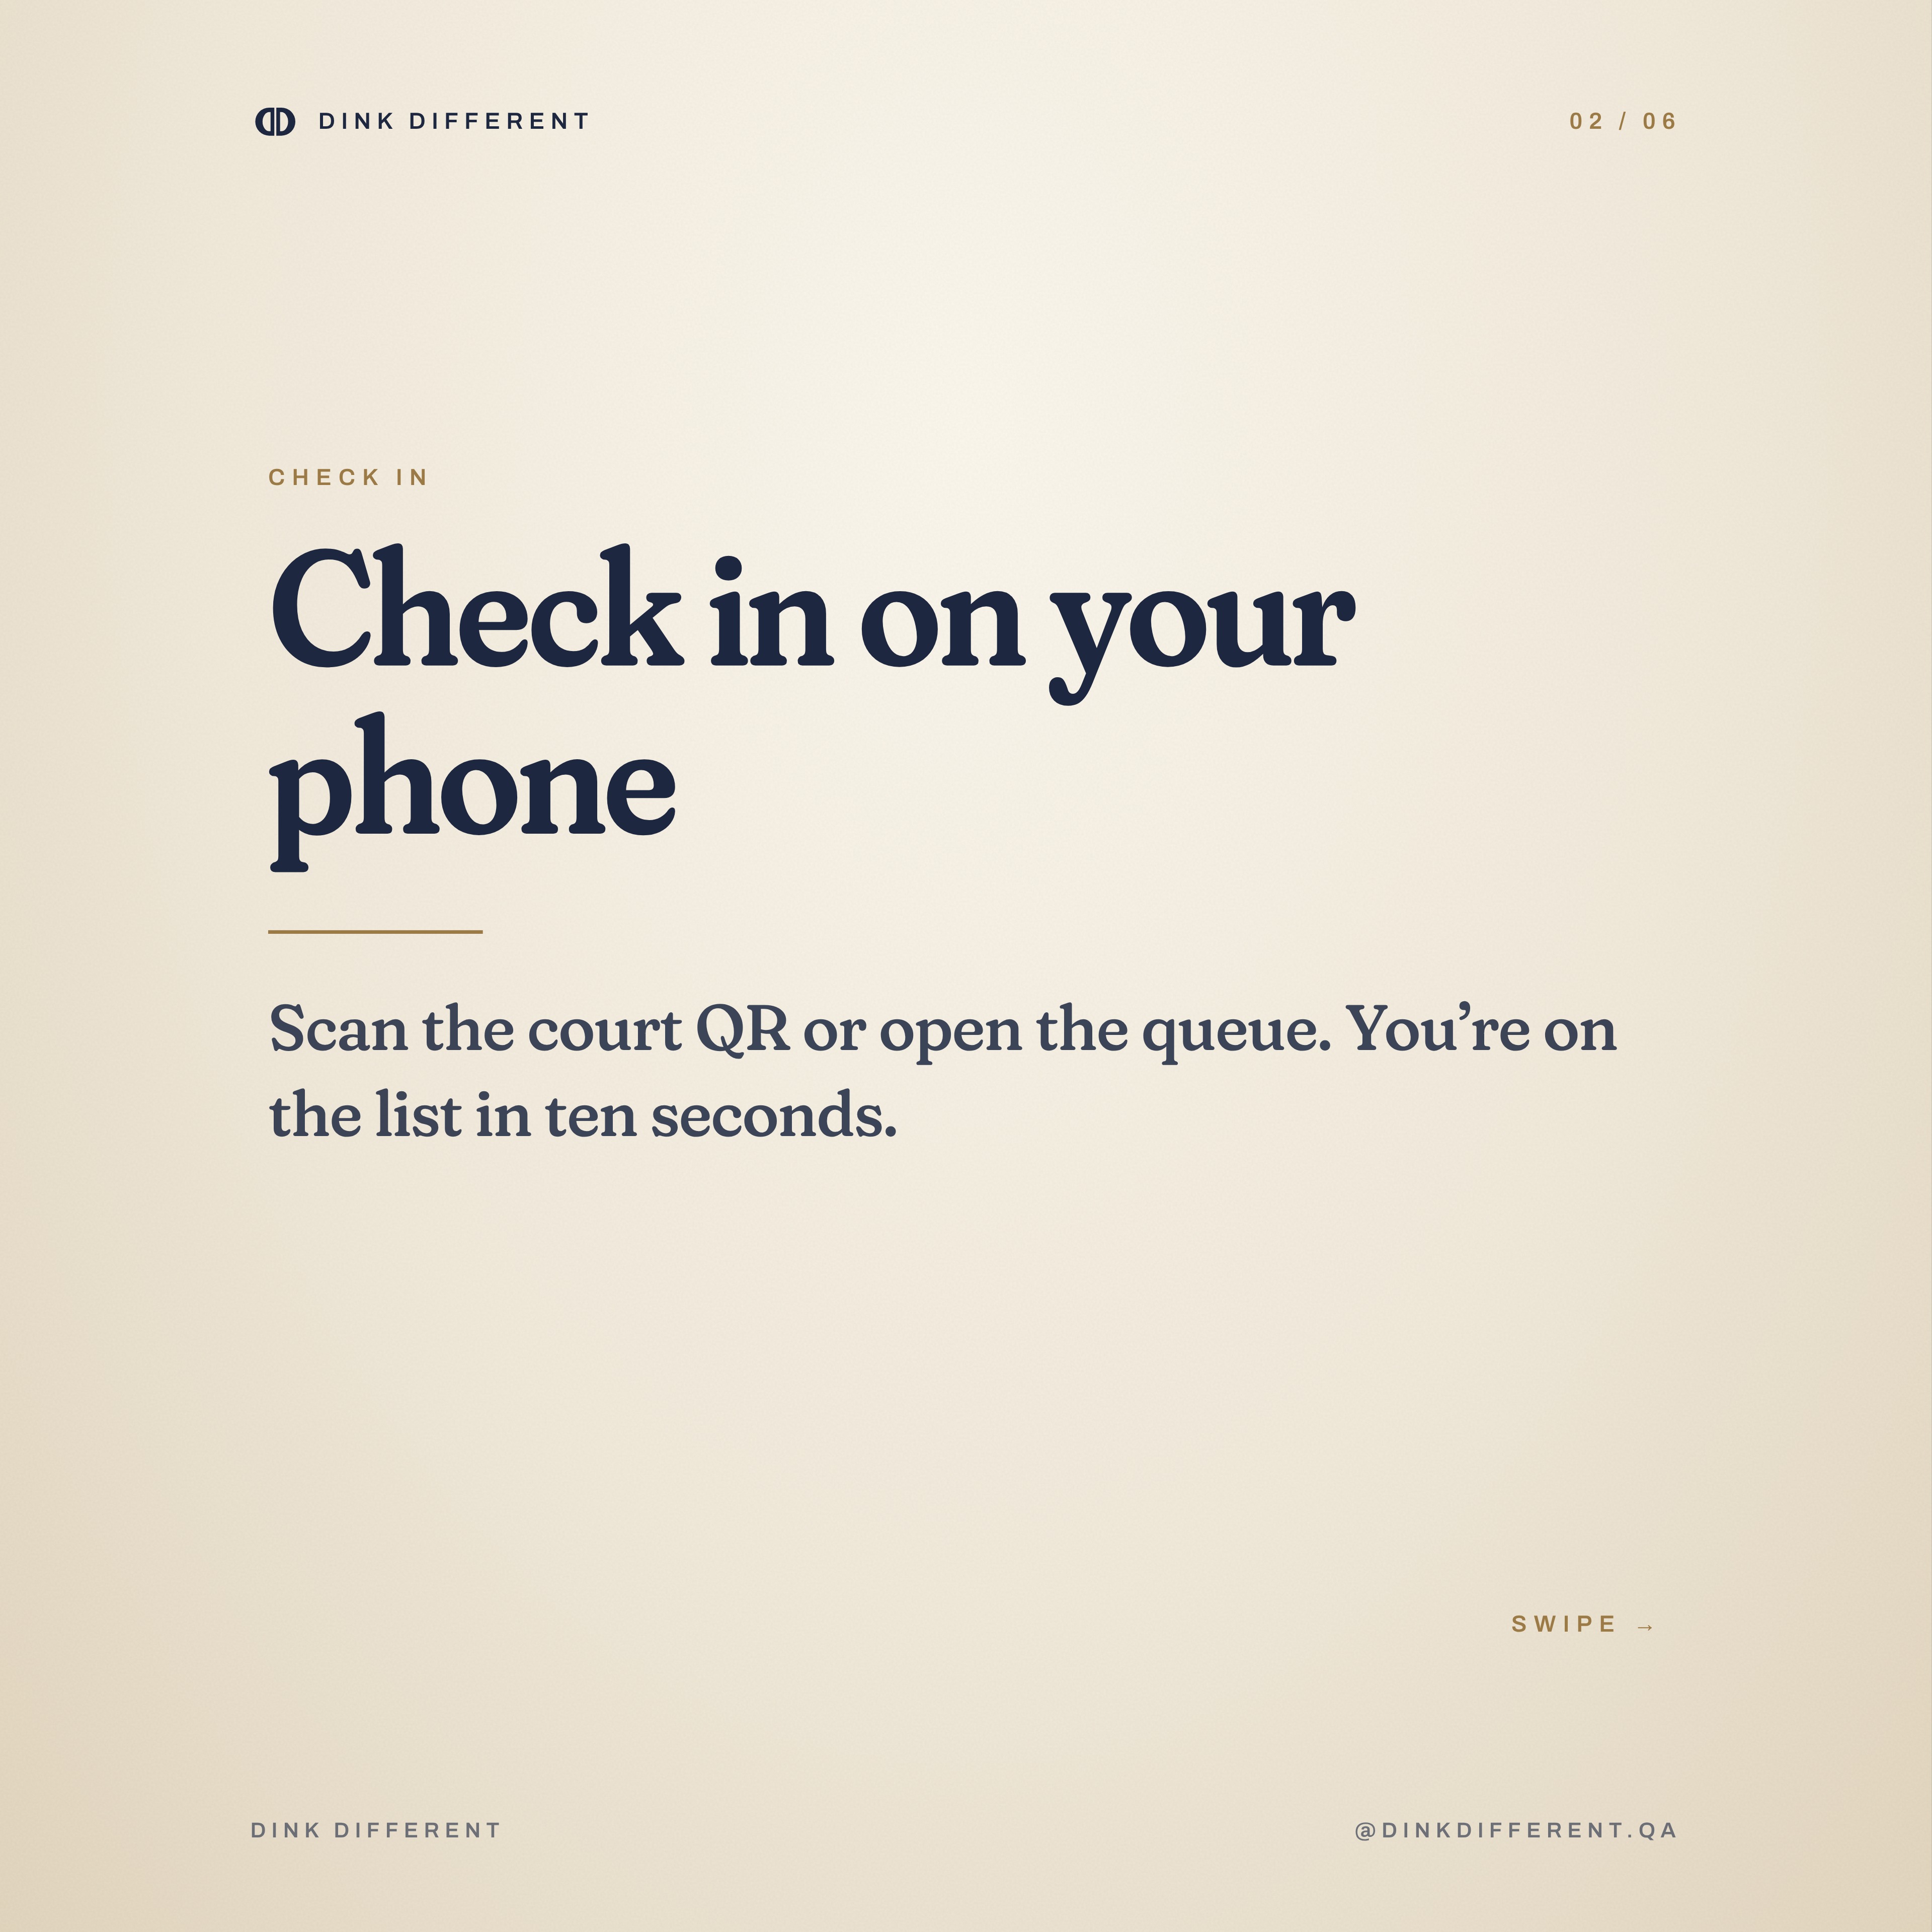 DINK DIFFERENT
02 / 06
CHECK IN
Check in on your
phone
Scan the court QR or open the queue. You’re on
the list in ten seconds.
SWIPE →
DINK DIFFERENT
@DINKDIFFERENT.QA